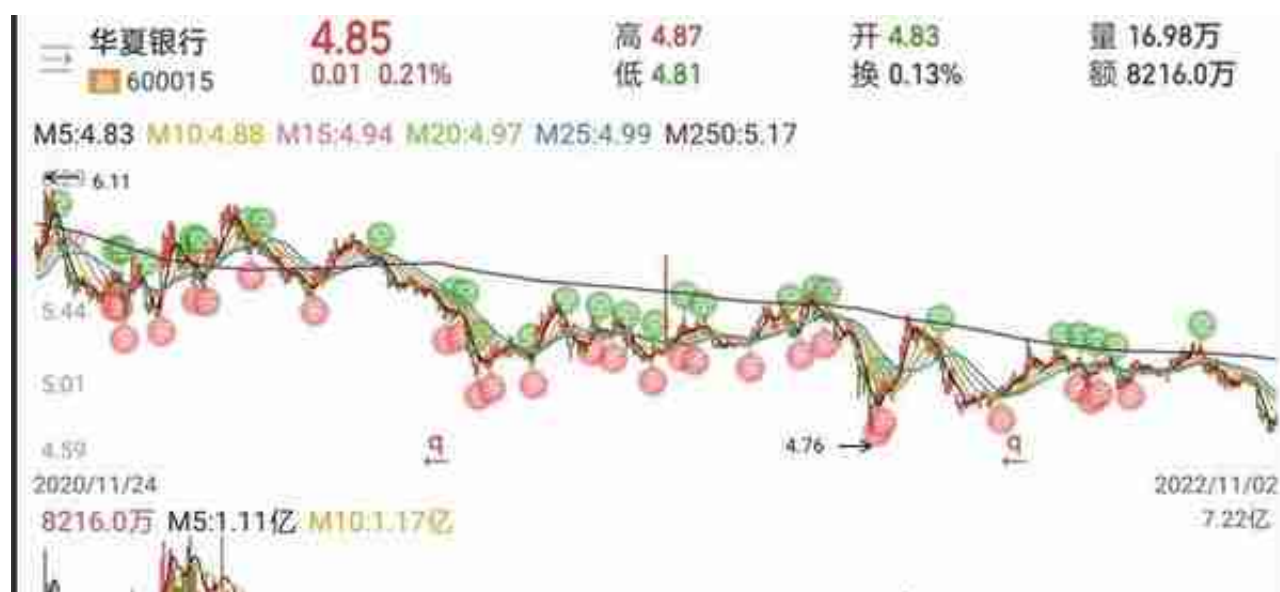 华夏银行 4.85 高 4.87 开 4.83 量 16.98万
600015 0.01 0.21% 低 4.81 换 0.13% 额 8216.0万
M5:4.83 M10:4.88 M15:4.94 M20:4.97 M25:4.99 M250:5.17
6.11
5.44
5.01
4.59
4.76
q q
2020/11/24 2022/11/02
8216.0万 M5:1.11亿 M10:1.17亿 7.22亿